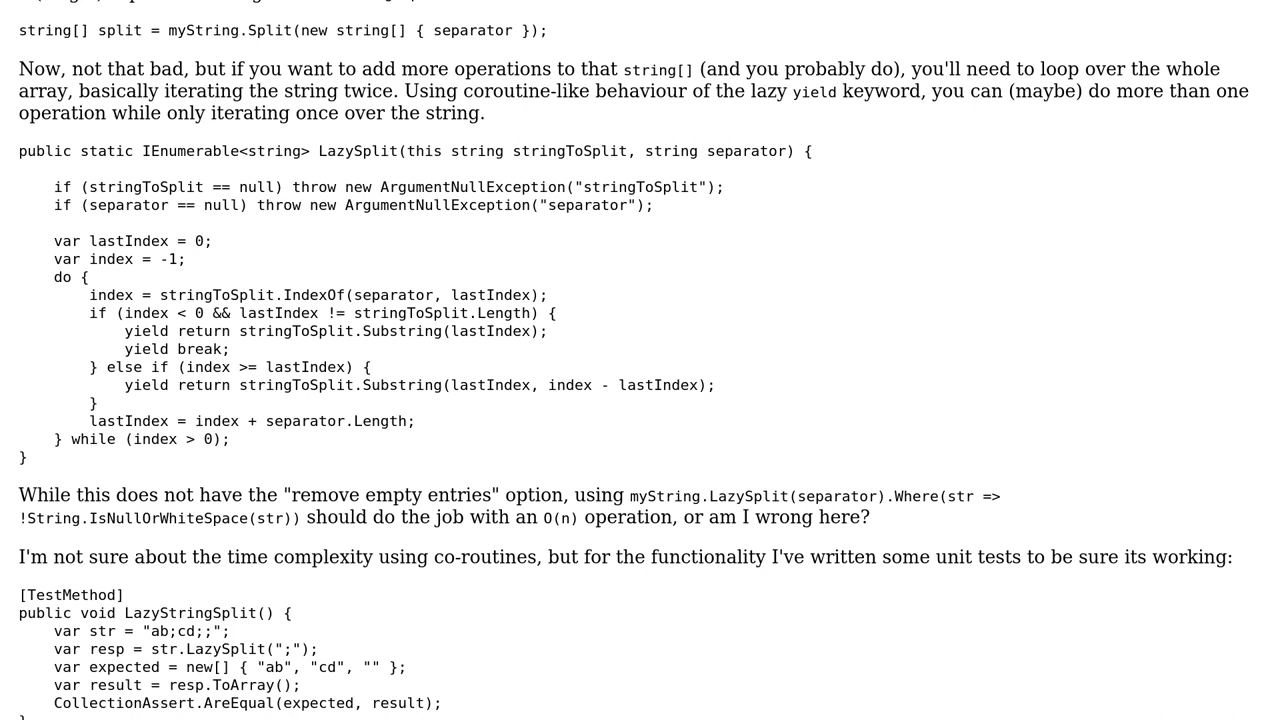 string[] split = myString.Split(new string[] { separator });
Now, not that bad, but if you want to add more operations to that string[] (and you probably do), you'll need to loop over the whole
array, basically iterating the string twice. Using coroutine-like behaviour of the lazy yield keyword, you can (maybe) do more than one
operation while only iterating once over the string.
public static IEnumerable<string> LazySplit(this string stringToSplit, string separator) {
    if (stringToSplit == null) throw new ArgumentNullException("stringToSplit");
    if (separator == null) throw new ArgumentNullException("separator");
    var lastIndex = 0;
    var index = -1;
    do {
        index = stringToSplit.IndexOf(separator, lastIndex);
        if (index < 0 && lastIndex != stringToSplit.Length) {
            yield return stringToSplit.Substring(lastIndex);
            yield break;
        } else if (index >= lastIndex) {
            yield return stringToSplit.Substring(lastIndex, index - lastIndex);
        }
        lastIndex = index + separator.Length;
    } while (index > 0);
}
While this does not have the "remove empty entries" option, using myString.LazySplit(separator).Where(str =>
!String.IsNullOrWhiteSpace(str)) should do the job with an O(n) operation, or am I wrong here?
I'm not sure about the time complexity using co-routines, but for the functionality I've written some unit tests to be sure its working:
[TestMethod]
public void LazyStringSplit() {
    var str = "ab;cd;;";
    var resp = str.LazySplit(";");
    var expected = new[] { "ab", "cd", "" };
    var result = resp.ToArray();
    CollectionAssert.AreEqual(expected, result);
}